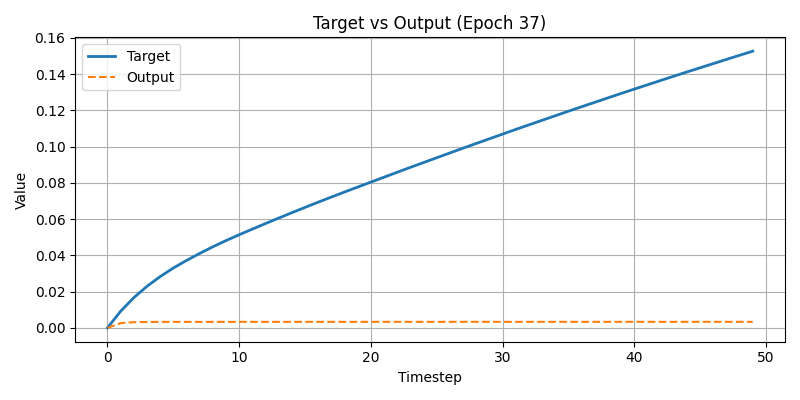 Target vs Output (Epoch 37)
Target
Output
Value
0.16
0.14
0.12
0.10
0.08
0.06
0.04
0.02
0.00
0 10 20 30 40 50
Timestep